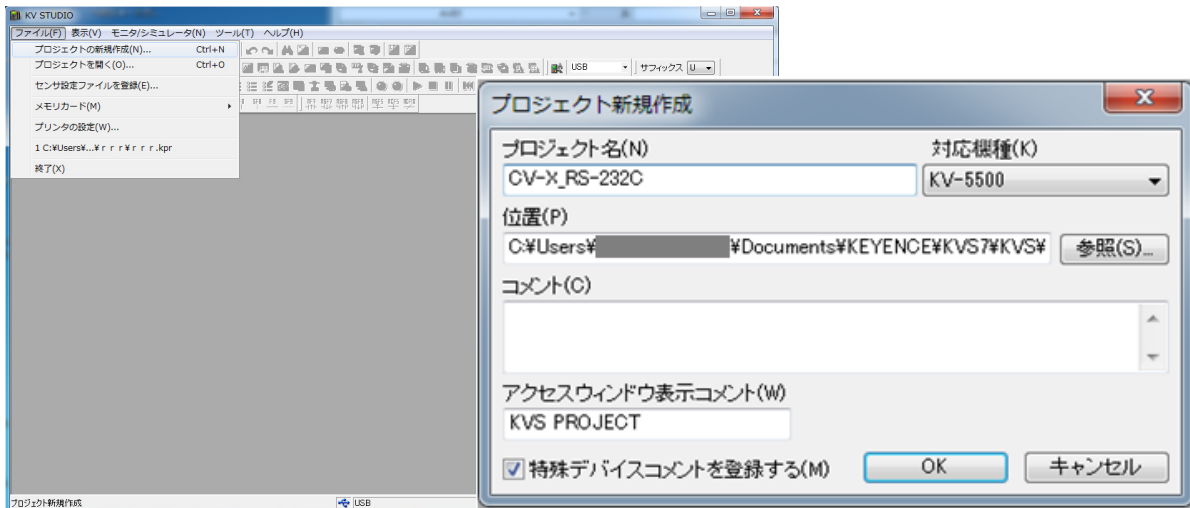 KV STUDIO
ファイル(F) 表示(V) モニタ/シミュレータ(N) ツール(T) ヘルプ(H)
プロジェクトの新規作成(N)... Ctrl+N
プロジェクトを開く(O)... Ctrl+O
センサ設定ファイルを登録(E)...
メモリカード(M)
プリンタの設定(W)...
1 C:¥Users¥...¥ｒｒｒ¥ｒｒｒ.kpr
終了(X)
USB
サフィックス U
プロジェクト新規作成
プロジェクト名(N) 対応機種(K)
CV-X_RS-232C KV-5500
位置(P)
C:¥Users¥ ¥Documents¥KEYENCE¥KVS7¥KVS¥ 参照(S)...
コメント(C)
アクセスウィンドウ表示コメント(W)
KVS PROJECT
特殊デバイスコメントを登録する(M) OK キャンセル
プロジェクト新規作成 USB